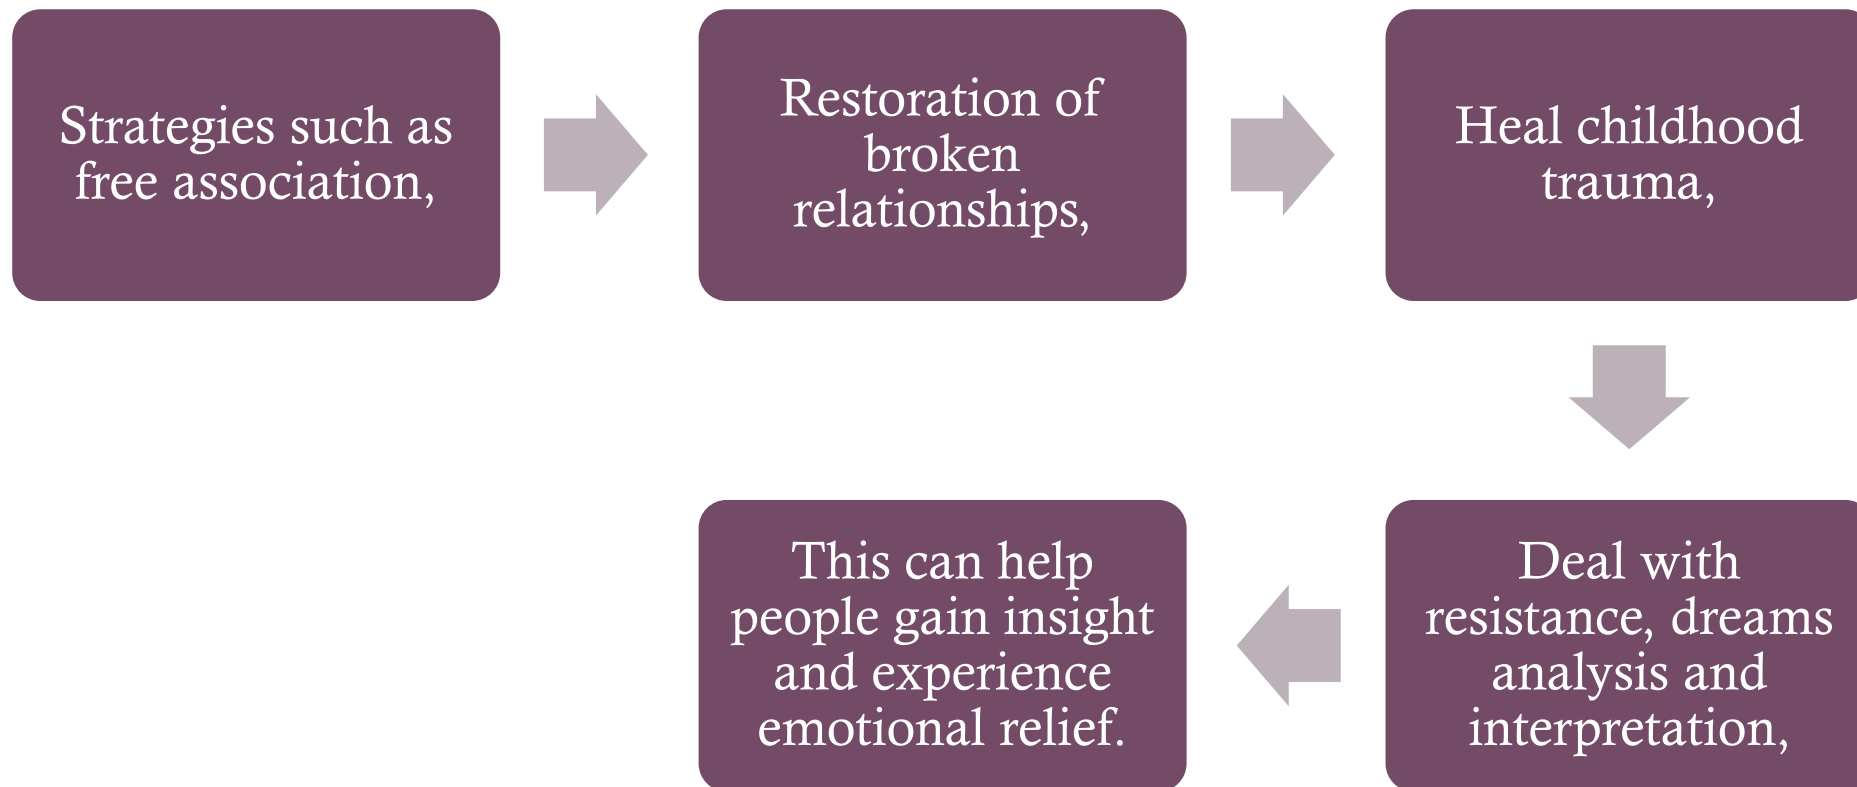 Strategies such as
free association,
Restoration of
broken
relationships,
Heal childhood
trauma,
Deal with
resistance, dreams
analysis and
interpretation,
This can help
people gain insight
and experience
emotional relief.